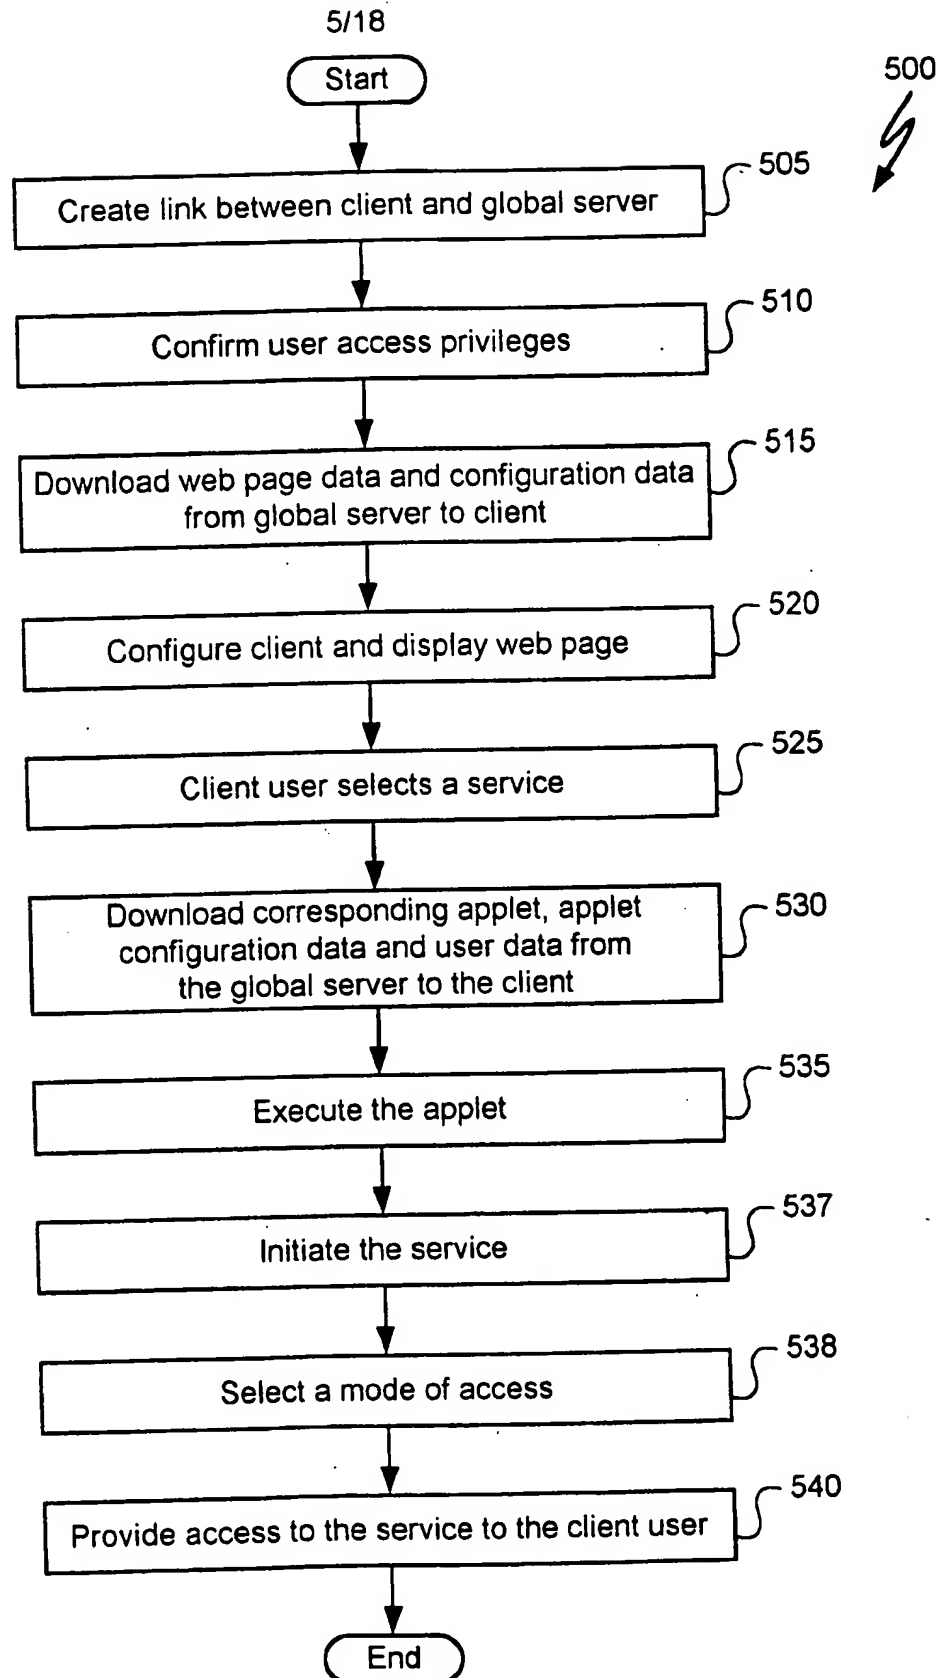 5/18
Start
500
Create link between client and global server
505
Confirm user access privileges
510
Download web page data and configuration data
from global server to client
515
Configure client and display web page
520
Client user selects a service
525
Download corresponding applet, applet
configuration data and user data from
the global server to the client
530
Execute the applet
535
Initiate the service
537
Select a mode of access
538
Provide access to the service to the client user
540
End